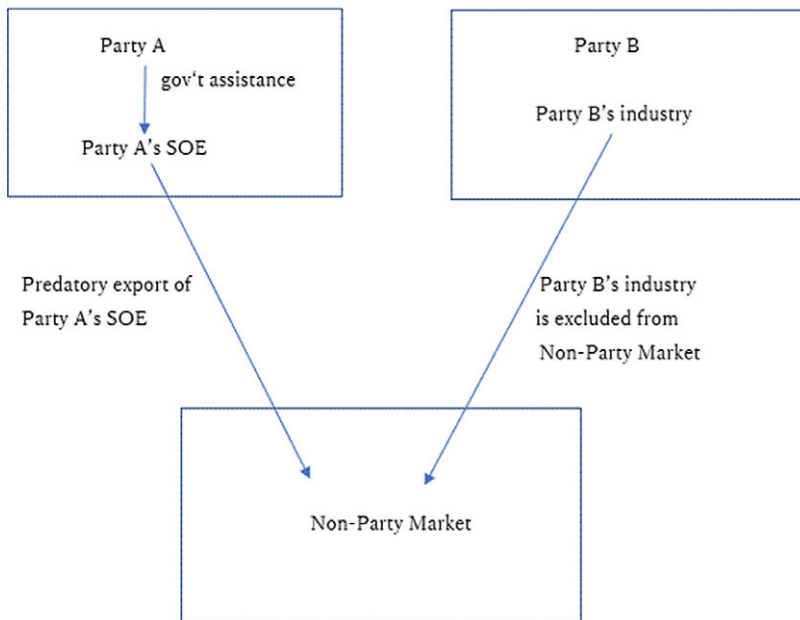 Party A
gov‘t assistance
Party A’s SOE
Party B
Party B’s industry
Predatory export of
Party A’s SOE
Party B’s industry
is excluded from
Non-Party Market
Non-Party Market